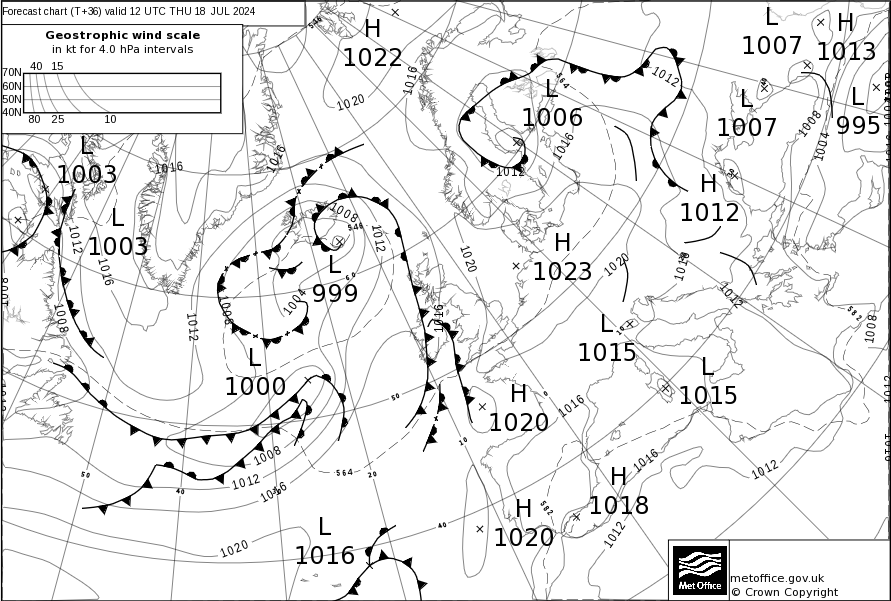 Forecast chart (T+36) valid 12 UTC THU 18 JUL 2024
Geostrophic wind scale
in kt for 4.0 hPa intervals
40 15
70N
60N
50N
40N
80 25 10
H
1022
L
1007
H
1013
L
1006
L
1007
L
995
L
1003
L
1003
H
1012
H
1023
L
999
L
1015
L
1000
L
1015
H
1020
H
1018
H
1020
L
1016
1016
1020
1016
1016
1012
1016
1012
1008
1004
1012
1016
1008
1012
1020
1020
1016
1012
1004
1008
1008
1012
1016
1012
1008
1016
1016
1012
1012
1008
1012
1016
1020
564
546
564
582
582
50
40
30
20
10
0
40
50
60
Met Office
metoffice.gov.uk
© Crown Copyright